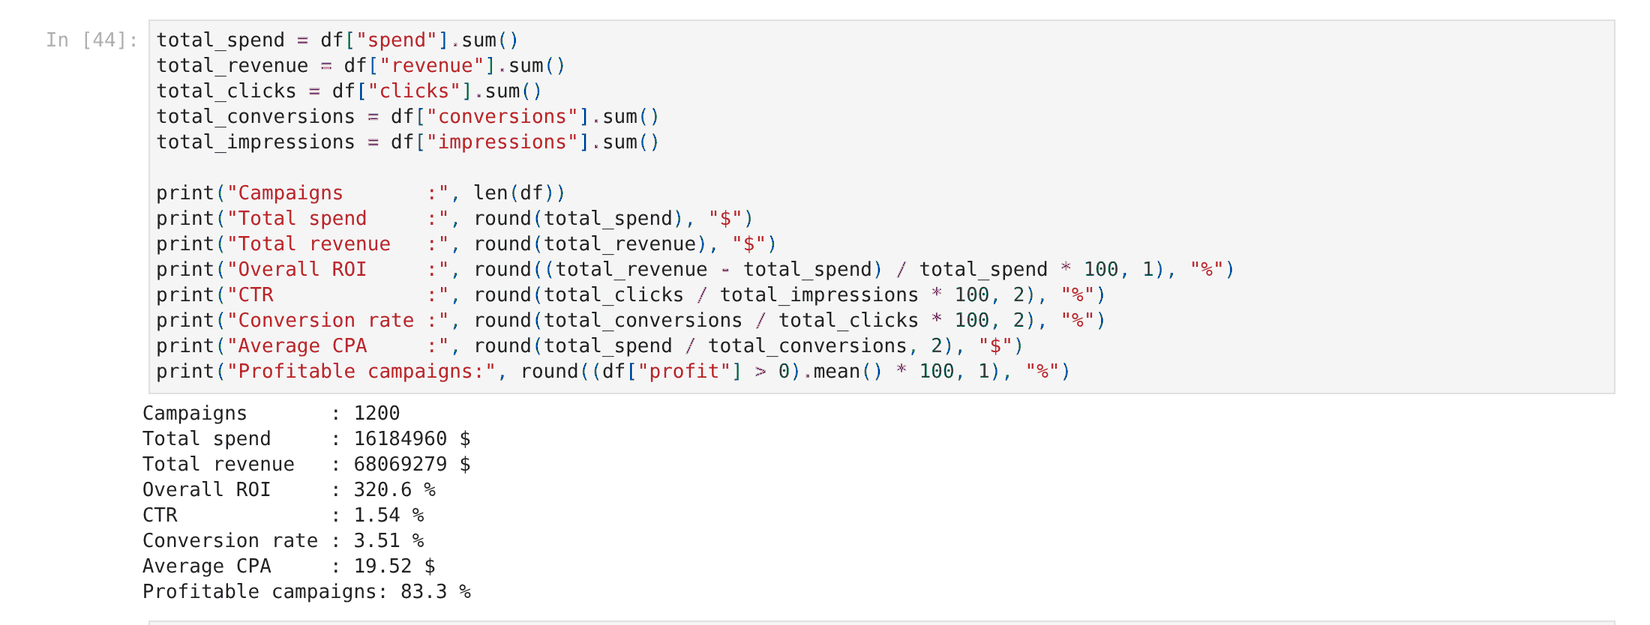 In [44]:
total_spend = df["spend"].sum()
total_revenue = df["revenue"].sum()
total_clicks = df["clicks"].sum()
total_conversions = df["conversions"].sum()
total_impressions = df["impressions"].sum()
print("Campaigns       :", len(df))
print("Total spend     :", round(total_spend), "$")
print("Total revenue   :", round(total_revenue), "$")
print("Overall ROI     :", round((total_revenue - total_spend) / total_spend * 100, 1), "%")
print("CTR             :", round(total_clicks / total_impressions * 100, 2), "%")
print("Conversion rate :", round(total_conversions / total_clicks * 100, 2), "%")
print("Average CPA     :", round(total_spend / total_conversions, 2), "$")
print("Profitable campaigns:", round((df["profit"] > 0).mean() * 100, 1), "%")
Campaigns       : 1200
Total spend     : 16184960 $
Total revenue   : 68069279 $
Overall ROI     : 320.6 %
CTR             : 1.54 %
Conversion rate : 3.51 %
Average CPA     : 19.52 $
Profitable campaigns: 83.3 %